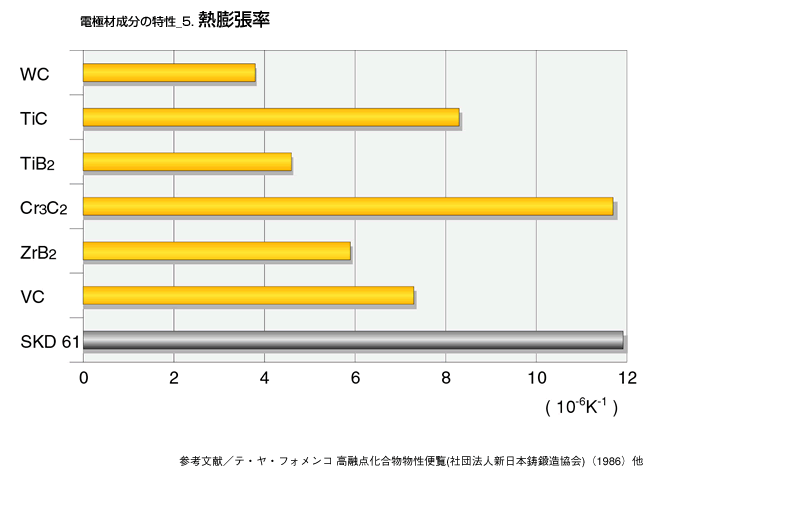 電極材成分の特性_5. 熱膨張率
WC
TiC
TiB2
Cr3C2
ZrB2
VC
SKD 61
0 2 4 6 8 10 12
( 10-6K-1 )
参考文献／テ・ヤ・フォメンコ 高融点化合物物性便覧(社団法人新日本鋳鍛造協会)（1986）他